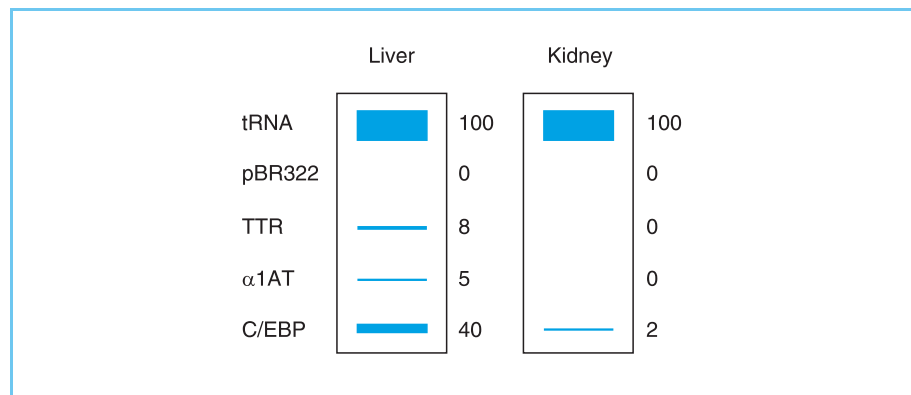 Liver Kidney
tRNA 100 100
pBR322 0 0
TTR 8 0
α1AT 5 0
C/EBP 40 2